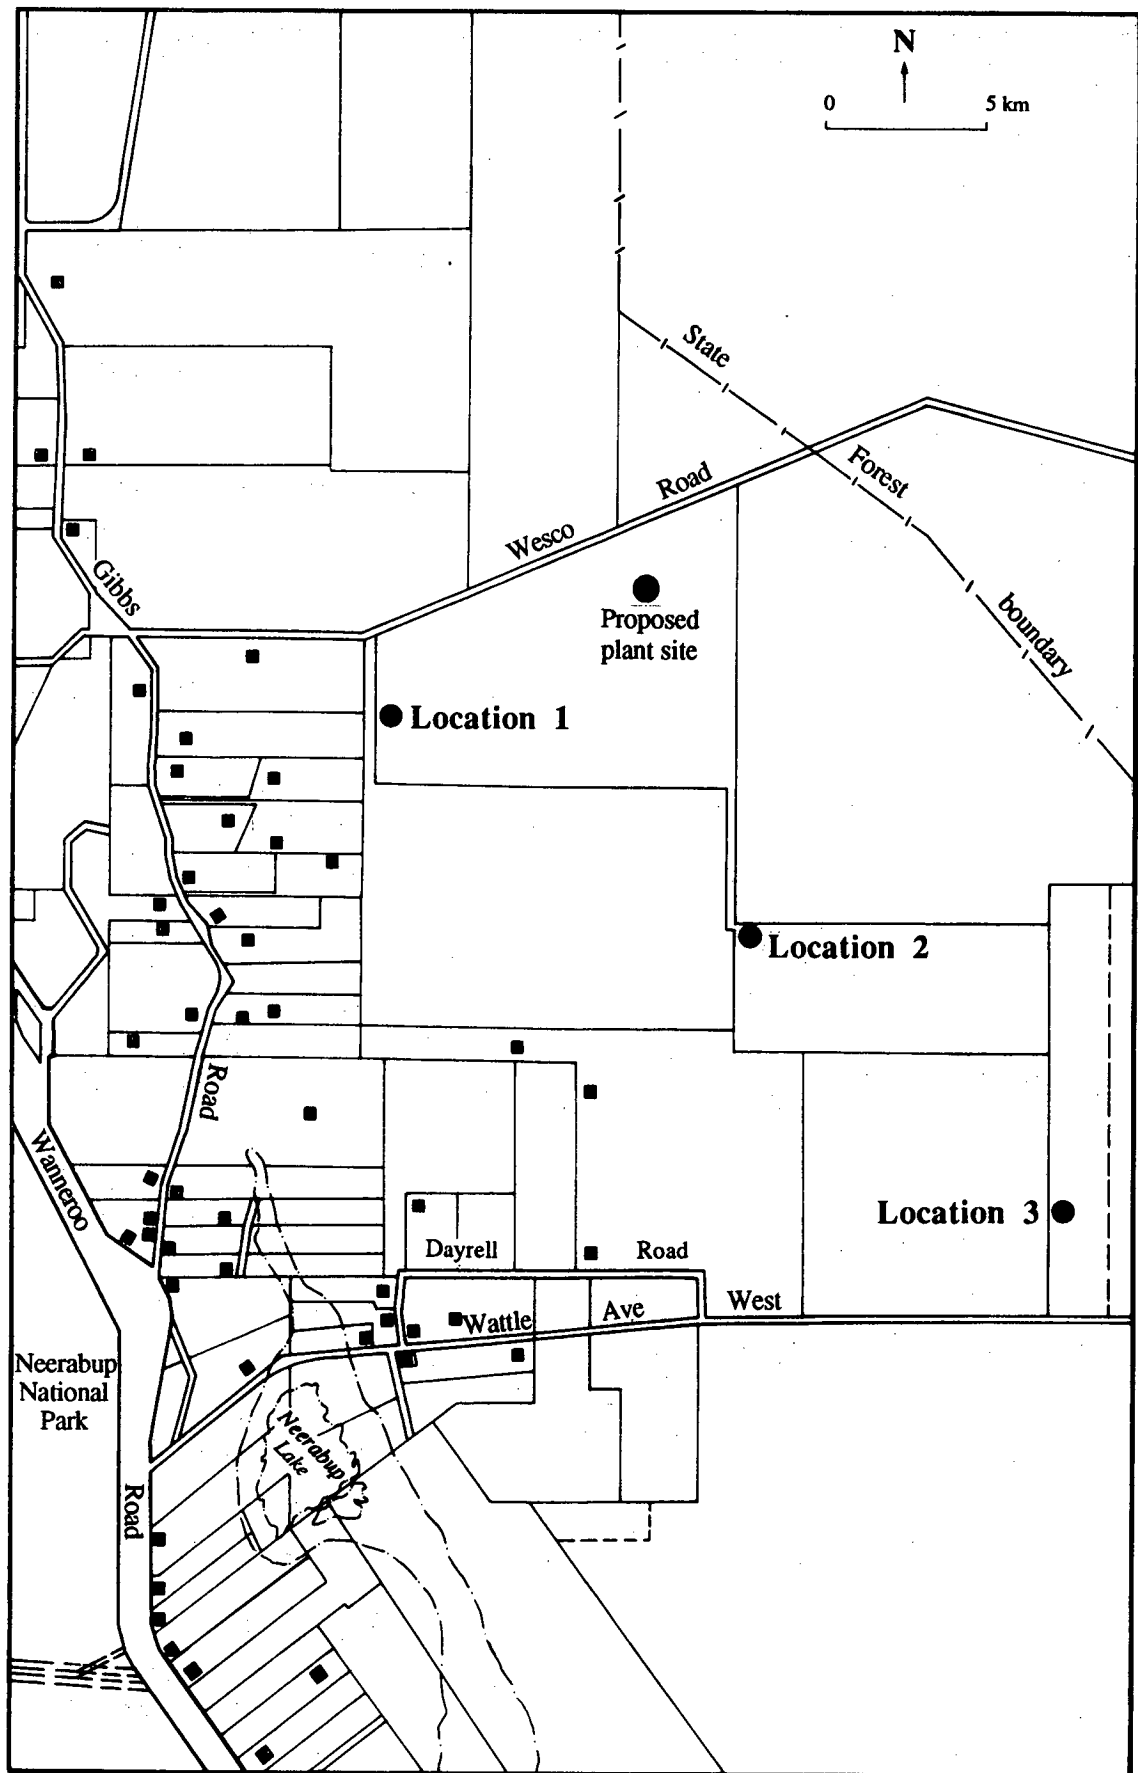 N
0 5 km
State
Forest
boundary
Road
Wesco
Gibbs
Proposed
plant site
Location 1
Location 2
Road
Wanneroo
Location 3
Dayrell Road
West
Wattle Ave
Neerabup
National
Park
Neerabup
Lake
Road